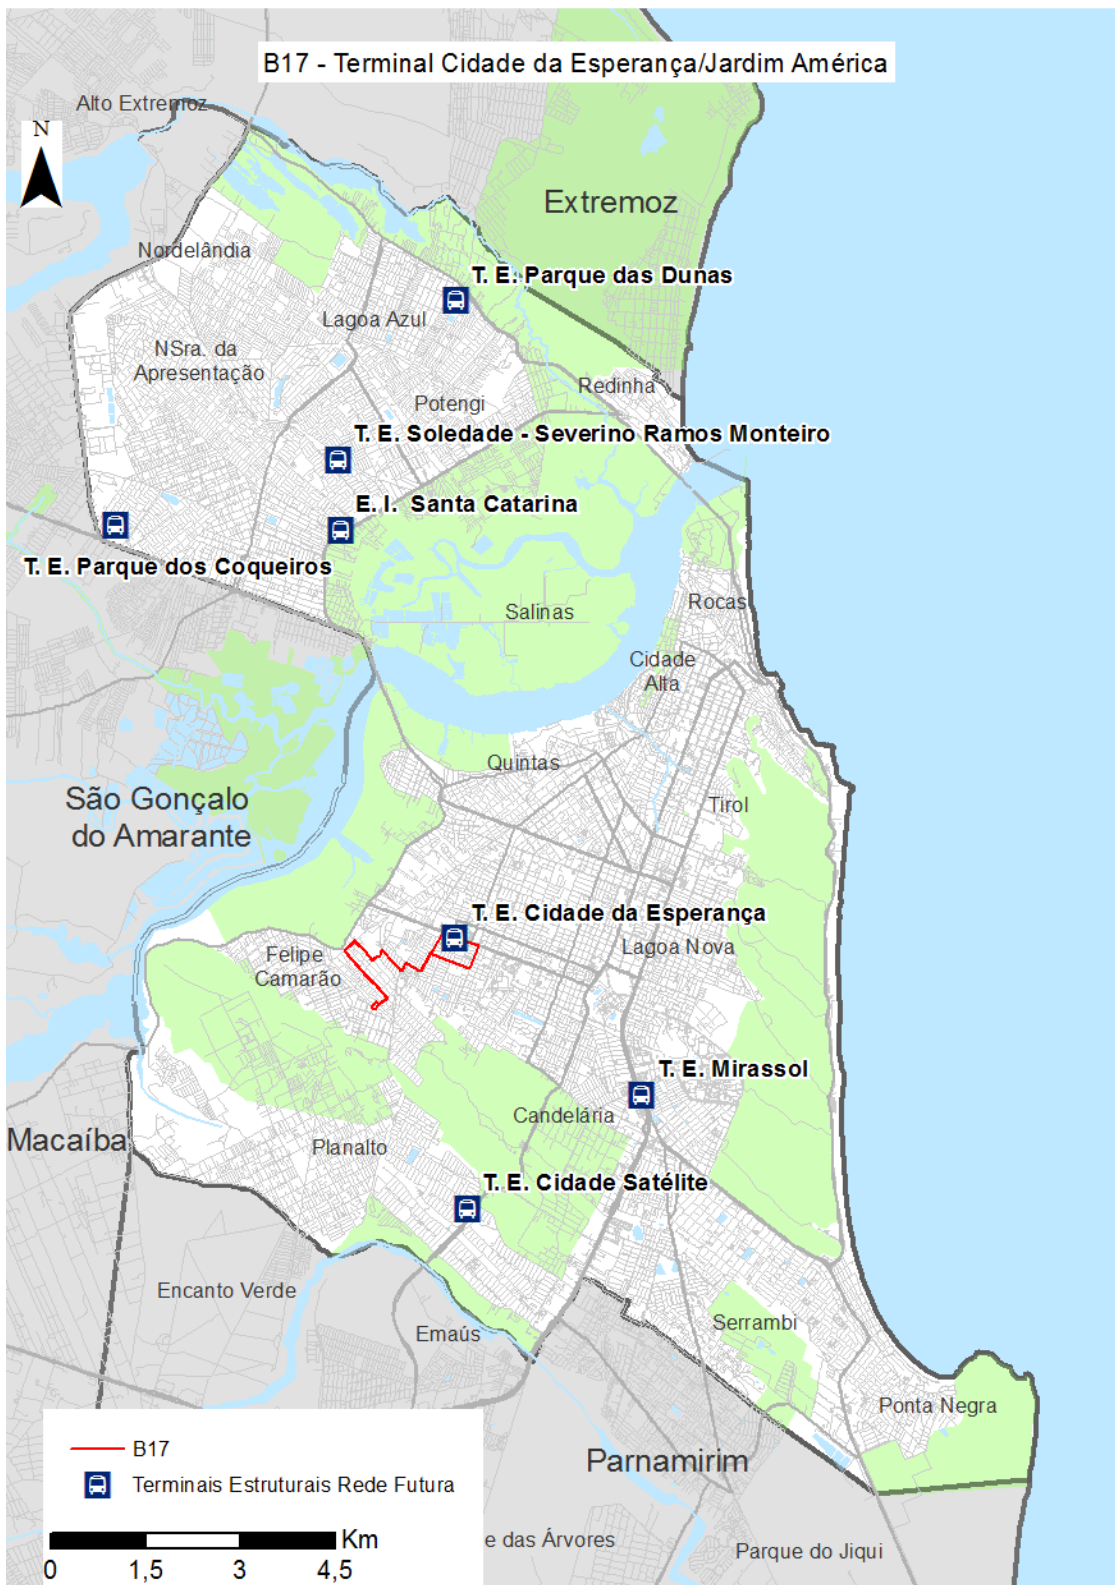 B17 - Terminal Cidade da Esperança/Jardim América
Alto Extremoz
N
Extremoz
Nordelândia
T. E. Parque das Dunas
Lagoa Azul
NSra. da
Apresentação
Redinha
Potengi
T. E. Soledade - Severino Ramos Monteiro
E. I. Santa Catarina
T. E. Parque dos Coqueiros
Rocas
Salinas
Cidade
Alta
Quintas
São Gonçalo
do Amarante
Tirol
T. E. Cidade da Esperança
Lagoa Nova
Felipe
Camarão
T. E. Mirassol
Candelária
Macaíba
Planalto
T. E. Cidade Satélite
Encanto Verde
Emaús
Serrambi
Ponta Negra
Parnamirim
B17
Terminais Estruturais Rede Futura
Km
0 1,5 3 4,5
e das Árvores
Parque do Jiqui